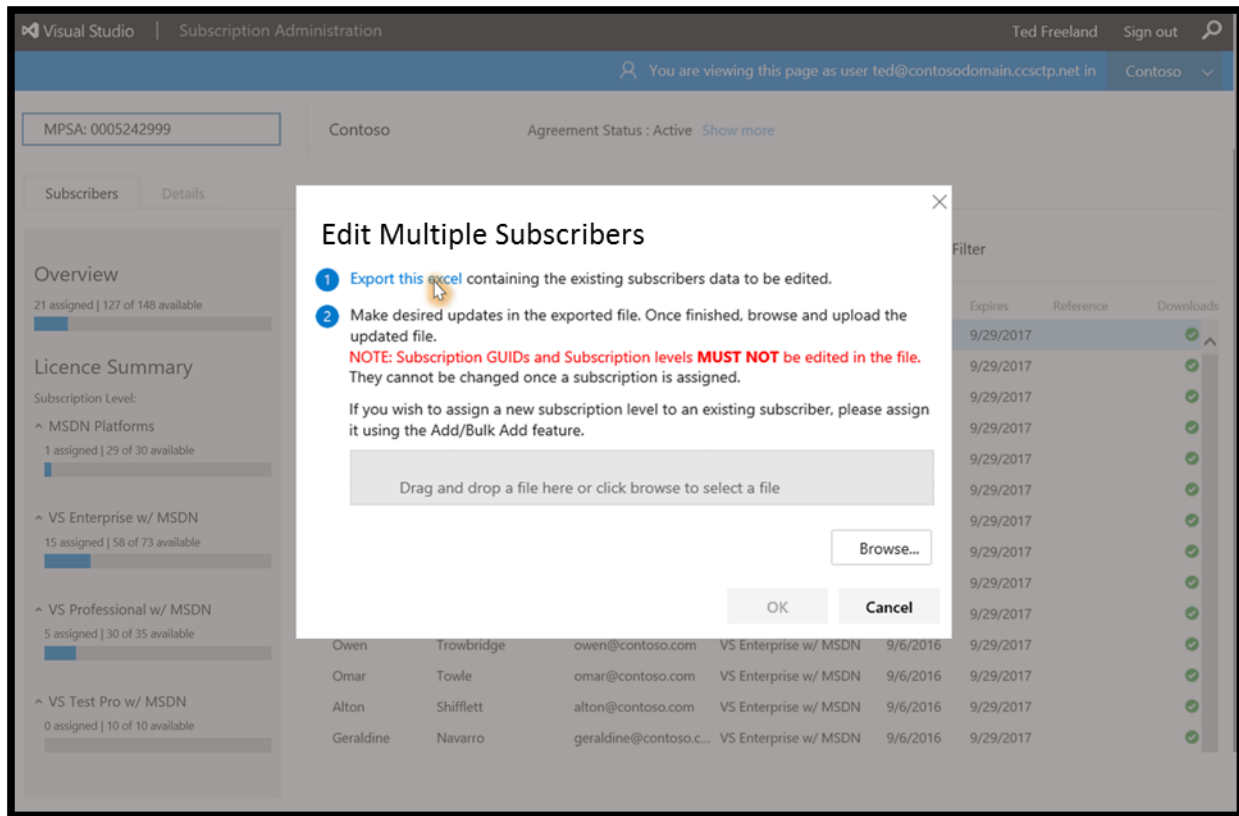 Visual Studio | Subscription Administration
Ted Freeland Sign out
You are viewing this page as user ted@contosodomain.ccsctp.net in Contoso
MPSA: 0005242999
Contoso
Agreement Status : Active Show more
Subscribers Details
Overview
21 assigned | 127 of 148 available
Licence Summary
Subscription Level:
MSDN Platforms
1 assigned | 29 of 30 available
VS Enterprise w/ MSDN
15 assigned | 58 of 73 available
VS Professional w/ MSDN
5 assigned | 30 of 35 available
VS Test Pro w/ MSDN
0 assigned | 10 of 10 available
Edit Multiple Subscribers
1 Export this excel containing the existing subscribers data to be edited.
2 Make desired updates in the exported file. Once finished, browse and upload the
updated file.
NOTE: Subscription GUIDs and Subscription levels MUST NOT be edited in the file.
They cannot be changed once a subscription is assigned.
If you wish to assign a new subscription level to an existing subscriber, please assign
it using the Add/Bulk Add feature.
Drag and drop a file here or click browse to select a file
Browse...
OK Cancel
Filter
Expires Reference Downloads
9/29/2017
9/29/2017
9/29/2017
9/29/2017
9/29/2017
9/29/2017
9/29/2017
9/29/2017
9/29/2017
9/29/2017
Owen Trowbridge owen@contoso.com VS Enterprise w/ MSDN 9/6/2016 9/29/2017
Omar Towle omar@contoso.com VS Enterprise w/ MSDN 9/6/2016 9/29/2017
Alton Shifflett alton@contoso.com VS Enterprise w/ MSDN 9/6/2016 9/29/2017
Geraldine Navarro geraldine@contoso.c... VS Enterprise w/ MSDN 9/6/2016 9/29/2017